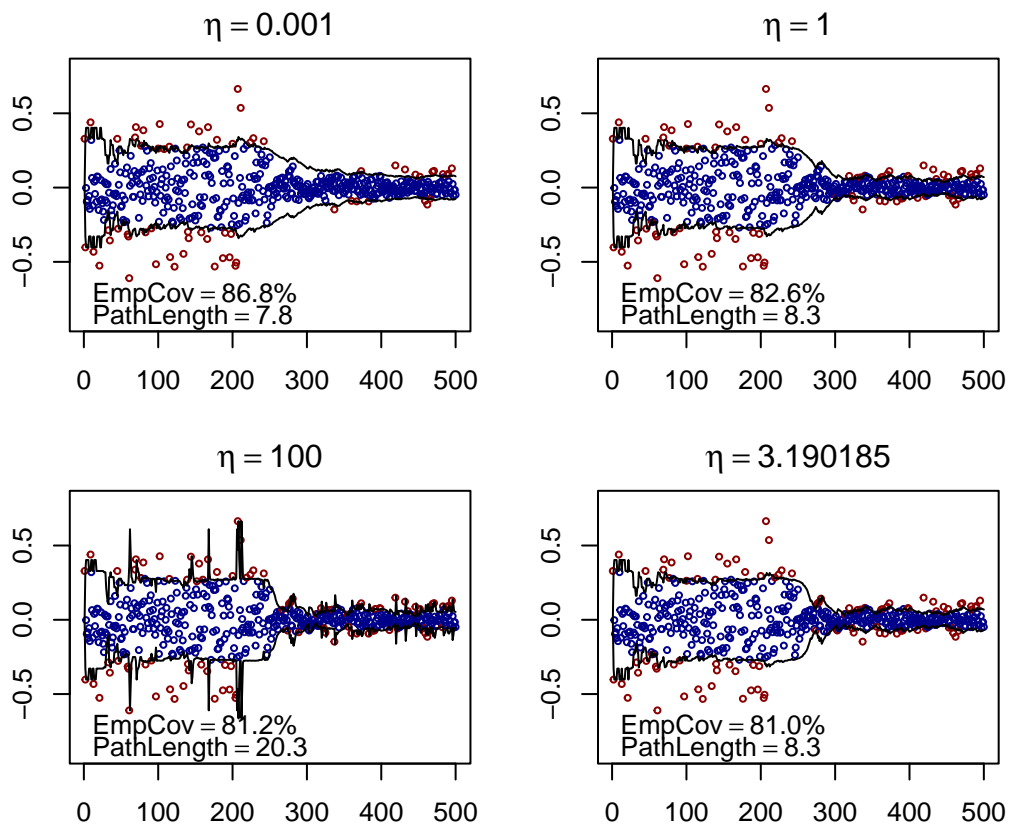 η = 0.001
0.5
0.0
−0.5
EmpCov = 86.8%
PathLength = 7.8
0 100 200 300 400 500
η = 1
0.5
0.0
−0.5
EmpCov = 82.6%
PathLength = 8.3
0 100 200 300 400 500
η = 100
0.5
0.0
−0.5
EmpCov = 81.2%
PathLength = 20.3
0 100 200 300 400 500
η = 3.190185
0.5
0.0
−0.5
EmpCov = 81.0%
PathLength = 8.3
0 100 200 300 400 500